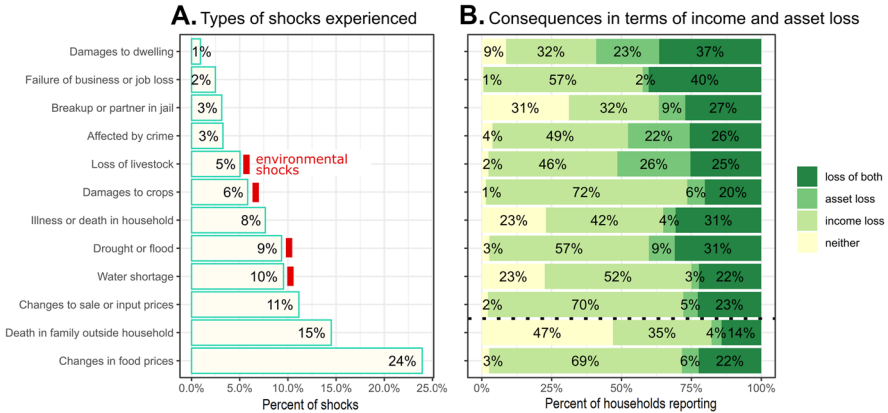 A. Types of shocks experienced
B. Consequences in terms of income and asset loss
Damages to dwelling 1% 9% 32% 23% 37%
Failure of business or job loss 2% 1% 57% 2% 40%
Breakup or partner in jail 3% 31% 32% 9% 27%
Affected by crime 3% 4% 49% 22% 26%
Loss of livestock 5% environmental 2% 46% 26% 25%
shocks
Damages to crops 6% 1% 72% 6% 20%
Illness or death in household 8% 23% 42% 4% 31%
Drought or flood 9% 3% 57% 9% 31%
Water shortage 10% 23% 52% 3% 22%
Changes to sale or input prices 11% 2% 70% 5% 23%
Death in family outside household 15% 47% 35% 4% 14%
Changes in food prices 24% 3% 69% 6% 22%
0.0% 5.0% 10.0% 15.0% 20.0% 25.0%
Percent of shocks
0% 25% 50% 75% 100%
Percent of households reporting
loss of both
asset loss
income loss
neither